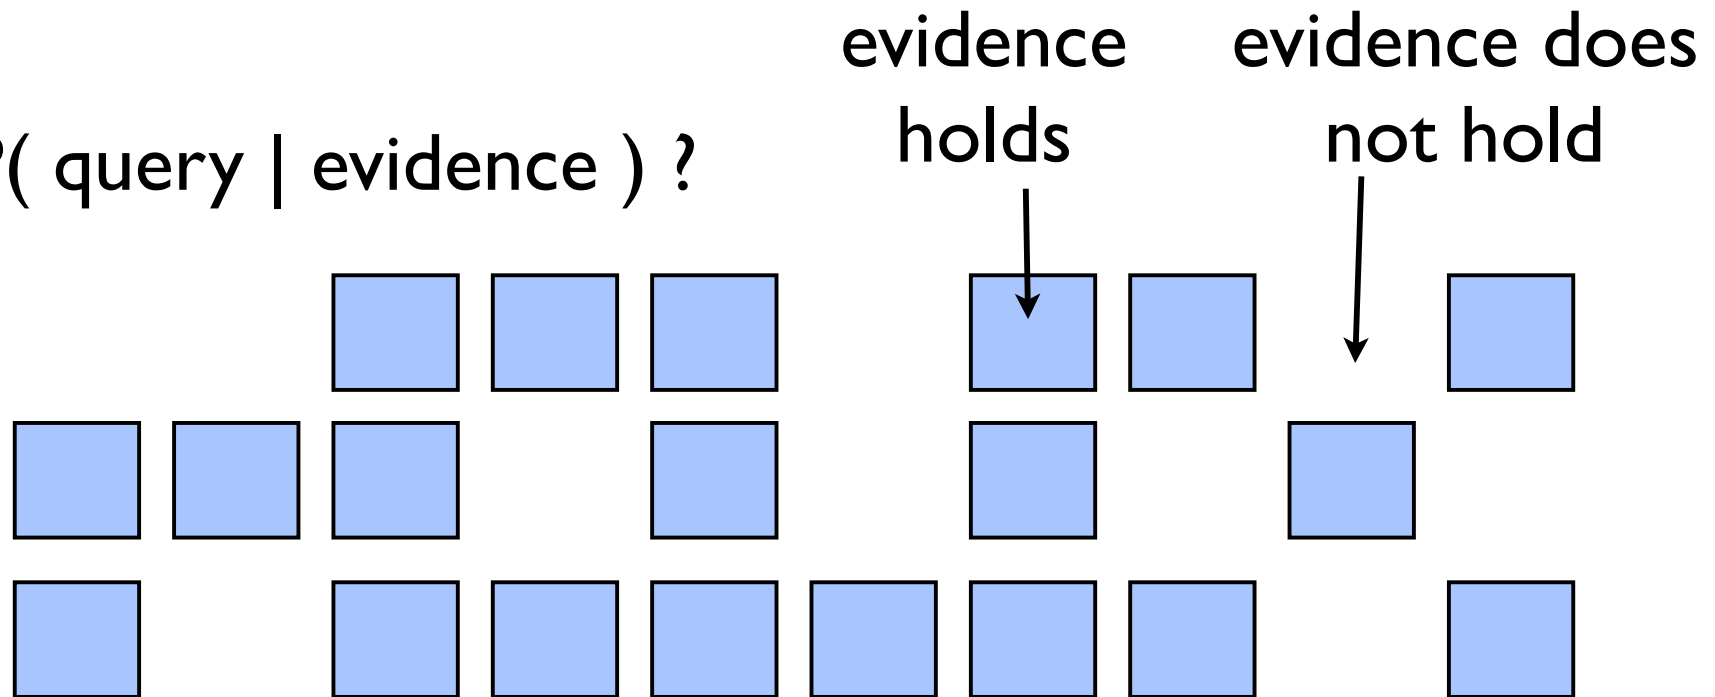 evidence
holds
evidence does
not hold
( query | evidence ) ?